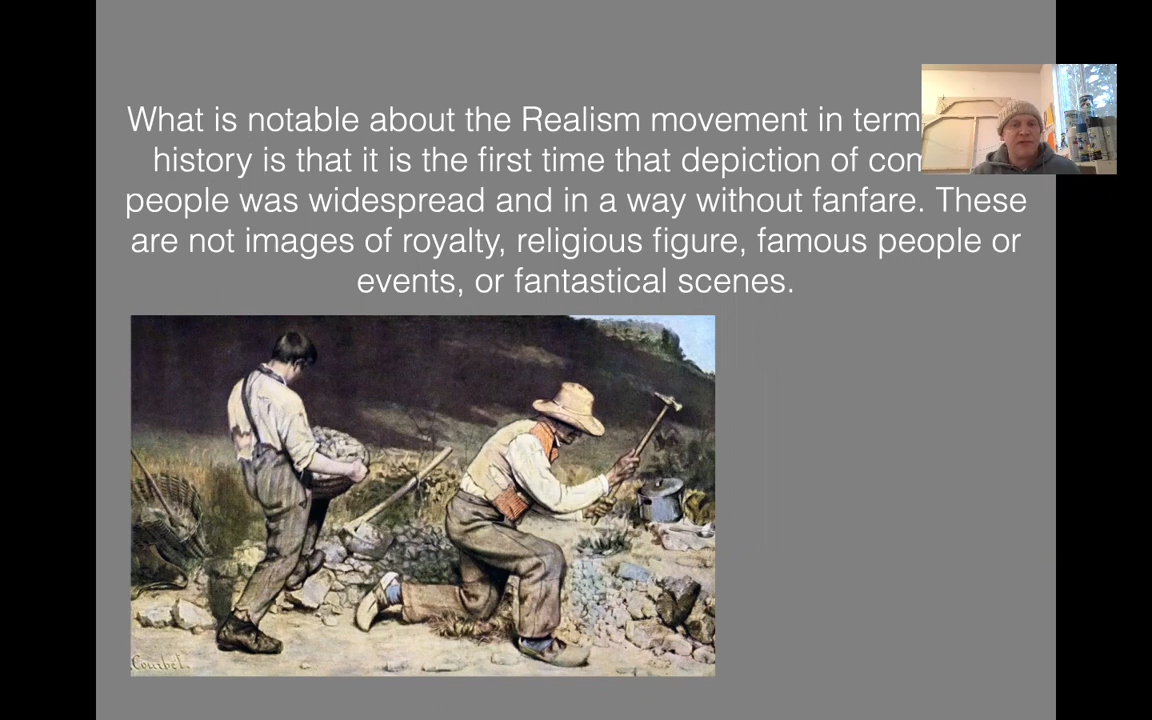 What is notable about the Realism movement in term
history is that it is the first time that depiction of com
people was widespread and in a way without fanfare. These
are not images of royalty, religious figure, famous people or
events, or fantastical scenes.
Courbet.